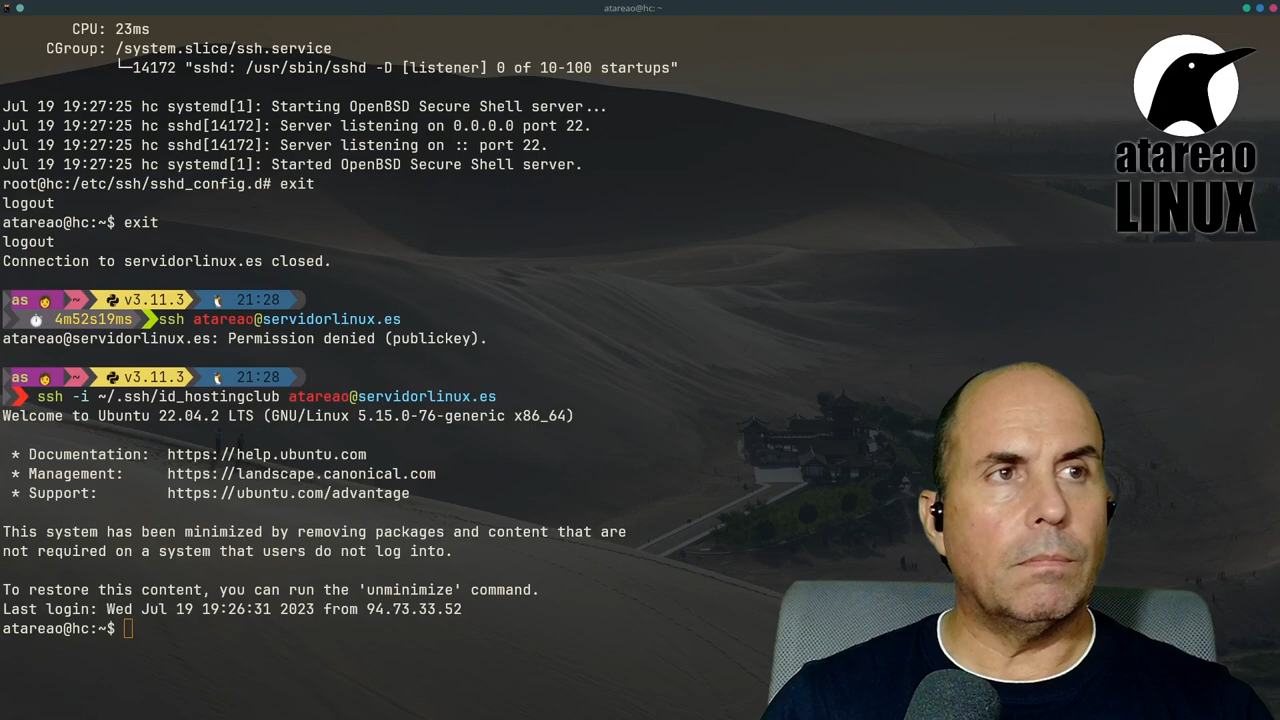 atareao@hc: ~
CPU: 23ms
CGroup: /system.slice/ssh.service
└─14172 "sshd: /usr/sbin/sshd -D [listener] 0 of 10-100 startups"
Jul 19 19:27:25 hc systemd[1]: Starting OpenBSD Secure Shell server...
Jul 19 19:27:25 hc sshd[14172]: Server listening on 0.0.0.0 port 22.
Jul 19 19:27:25 hc sshd[14172]: Server listening on :: port 22.
Jul 19 19:27:25 hc systemd[1]: Started OpenBSD Secure Shell server.
root@hc:/etc/ssh/sshd_config.d# exit
logout
atareao@hc:~$ exit
logout
Connection to servidorlinux.es closed.
as ~ v3.11.3 21:28
4m52s19ms ssh atareao@servidorlinux.es
atareao@servidorlinux.es: Permission denied (publickey).
as ~ v3.11.3 21:28
ssh -i ~/.ssh/id_hostingclub atareao@servidorlinux.es
Welcome to Ubuntu 22.04.2 LTS (GNU/Linux 5.15.0-76-generic x86_64)
* Documentation: https://help.ubuntu.com
* Management: https://landscape.canonical.com
* Support: https://ubuntu.com/advantage
This system has been minimized by removing packages and content that are
not required on a system that users do not log into.
To restore this content, you can run the 'unminimize' command.
Last login: Wed Jul 19 19:26:31 2023 from 94.73.33.52
atareao@hc:~$
atareao
LINUX